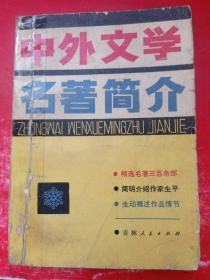 中外文学
名著简介
ZHONGWAI WENXUEMINGZHU JIANJIE
• 精选名著三百余部
• 简明介绍作家生平
• 生动概述作品情节
• 吉林人民出版社